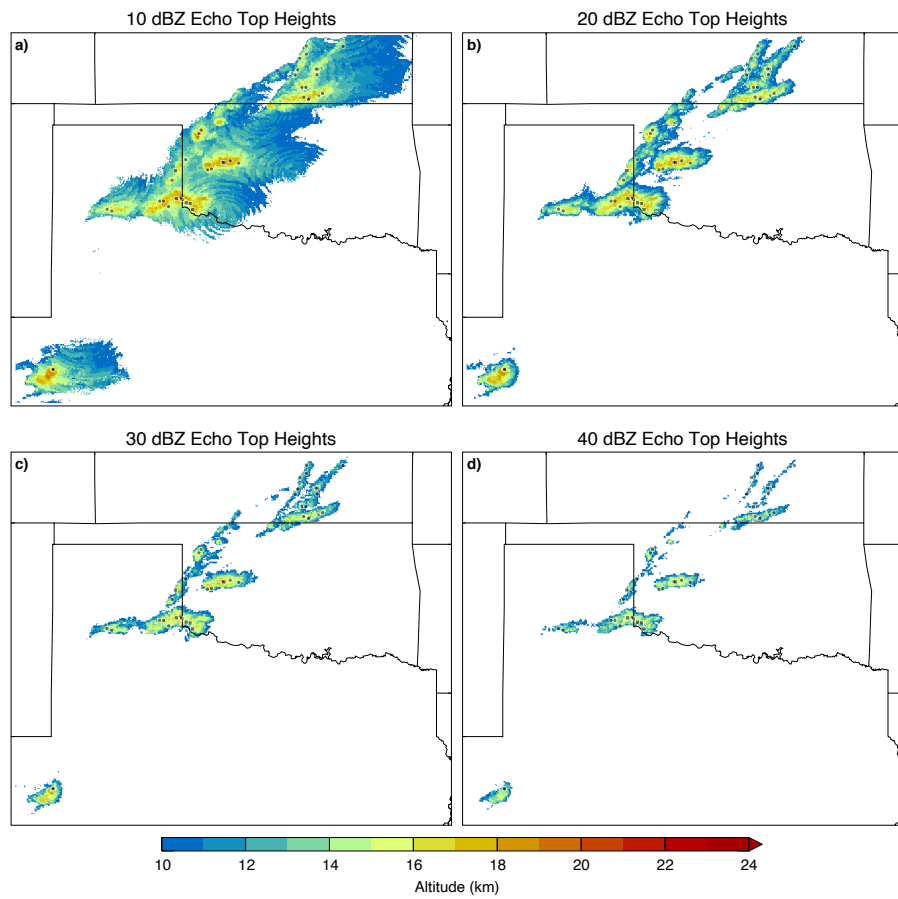 10 dBZ Echo Top Heights
20 dBZ Echo Top Heights
a)
b)
30 dBZ Echo Top Heights
40 dBZ Echo Top Heights
c)
d)
10 12 14 16 18 20 22 24
Altitude (km)